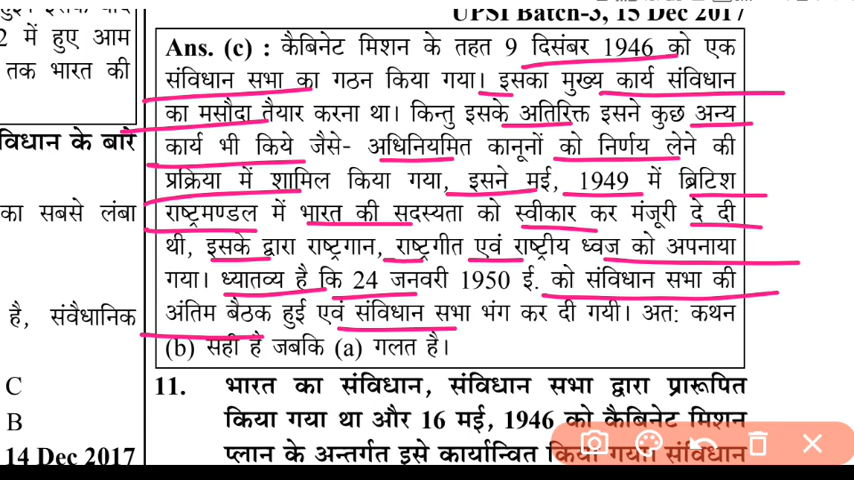 2 में हुए आम
तक भारत की
विधान के बारे
का सबसे लंबा
है, संवैधानिक
C
B
14 Dec 2017
UPSI Batch-3, 15 Dec 2017
Ans. (c) : कैबिनेट मिशन के तहत 9 दिसंबर 1946 को एक
संविधान सभा का गठन किया गया। इसका मुख्य कार्य संविधान
का मसौदा तैयार करना था। किन्तु इसके अतिरिक्त इसने कुछ अन्य
कार्य भी किये जैसे- अधिनियमित कानूनों को निर्णय लेने की
प्रक्रिया में शामिल किया गया, इसने मई, 1949 में ब्रिटिश
राष्ट्रमण्डल में भारत की सदस्यता को स्वीकार कर मंजूरी दे दी
थी, इसके द्वारा राष्ट्रगान, राष्ट्रगीत एवं राष्ट्रीय ध्वज को अपनाया
गया। ध्यातव्य है कि 24 जनवरी 1950 ई. को संविधान सभा की
अंतिम बैठक हुई एवं संविधान सभा भंग कर दी गयी। अत: कथन
(b) सही है जबकि (a) गलत है।
11. भारत का संविधान, संविधान सभा द्वारा प्रारूपित
किया गया था और 16 मई, 1946 को कैबिनेट मिशन
प्लान के अन्तर्गत इसे कार्यान्वित किया गया। संविधान